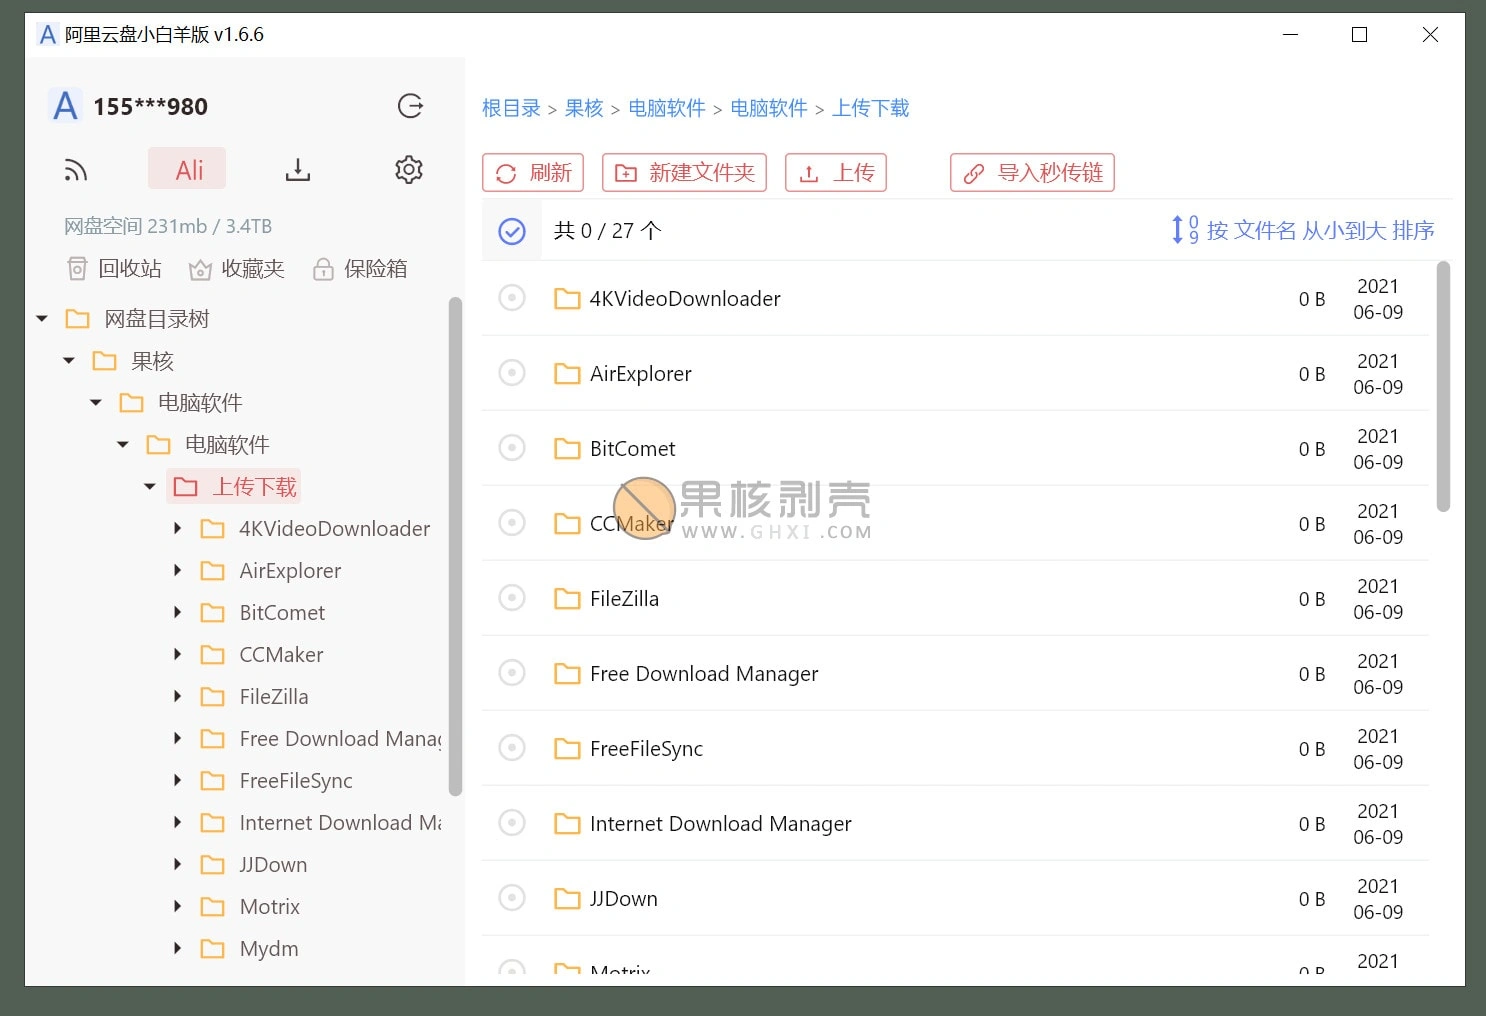 A 阿里云盘小白羊版 v1.6.6
A 155***980
Ali
网盘空间 231mb / 3.4TB
回收站 收藏夹 保险箱
网盘目录树
果核
电脑软件
电脑软件
上传下载
4KVideoDownloader
AirExplorer
BitComet
CCMaker
FileZilla
Free Download Manag
FreeFileSync
Internet Download Ma
JJDown
Motrix
Mydm
根目录 > 果核 > 电脑软件 > 电脑软件 > 上传下载
刷新 新建文件夹 上传 导入秒传链
共 0 / 27 个
09 按 文件名 从小到大 排序
4KVideoDownloader 0 B 2021
06-09
AirExplorer 0 B 2021
06-09
BitComet 0 B 2021
06-09
果核剥壳
WWW.GHXI.COM
CCMaker 0 B 2021
06-09
FileZilla 0 B 2021
06-09
Free Download Manager 0 B 2021
06-09
FreeFileSync 0 B 2021
06-09
Internet Download Manager 0 B 2021
06-09
JJDown 0 B 2021
06-09
Motrix 0 B 2021